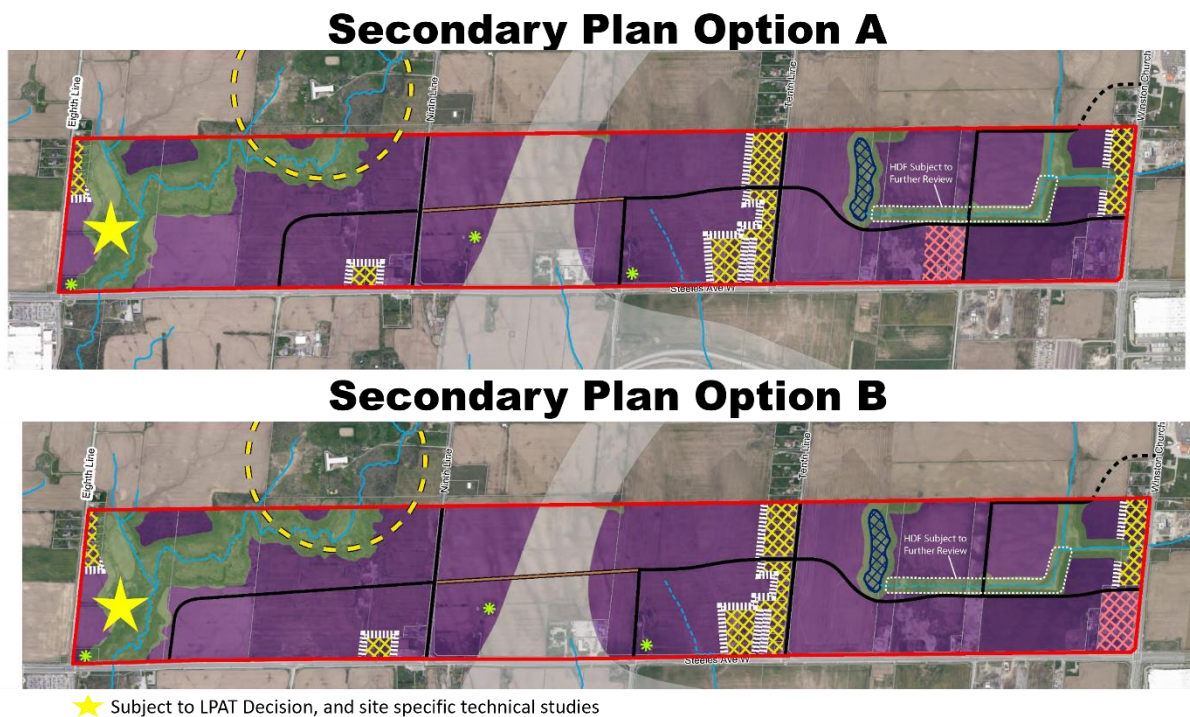 Secondary Plan Option A
Eighth Line
Ninth Line
Tenth Line
Winston Church
HDF Subject to
Further Review
Steeles Ave W
Secondary Plan Option B
Eighth Line
Ninth Line
Tenth Line
Winston Church
HDF Subject to
Further Review
Steeles Ave W
Subject to LPAT Decision, and site specific technical studies